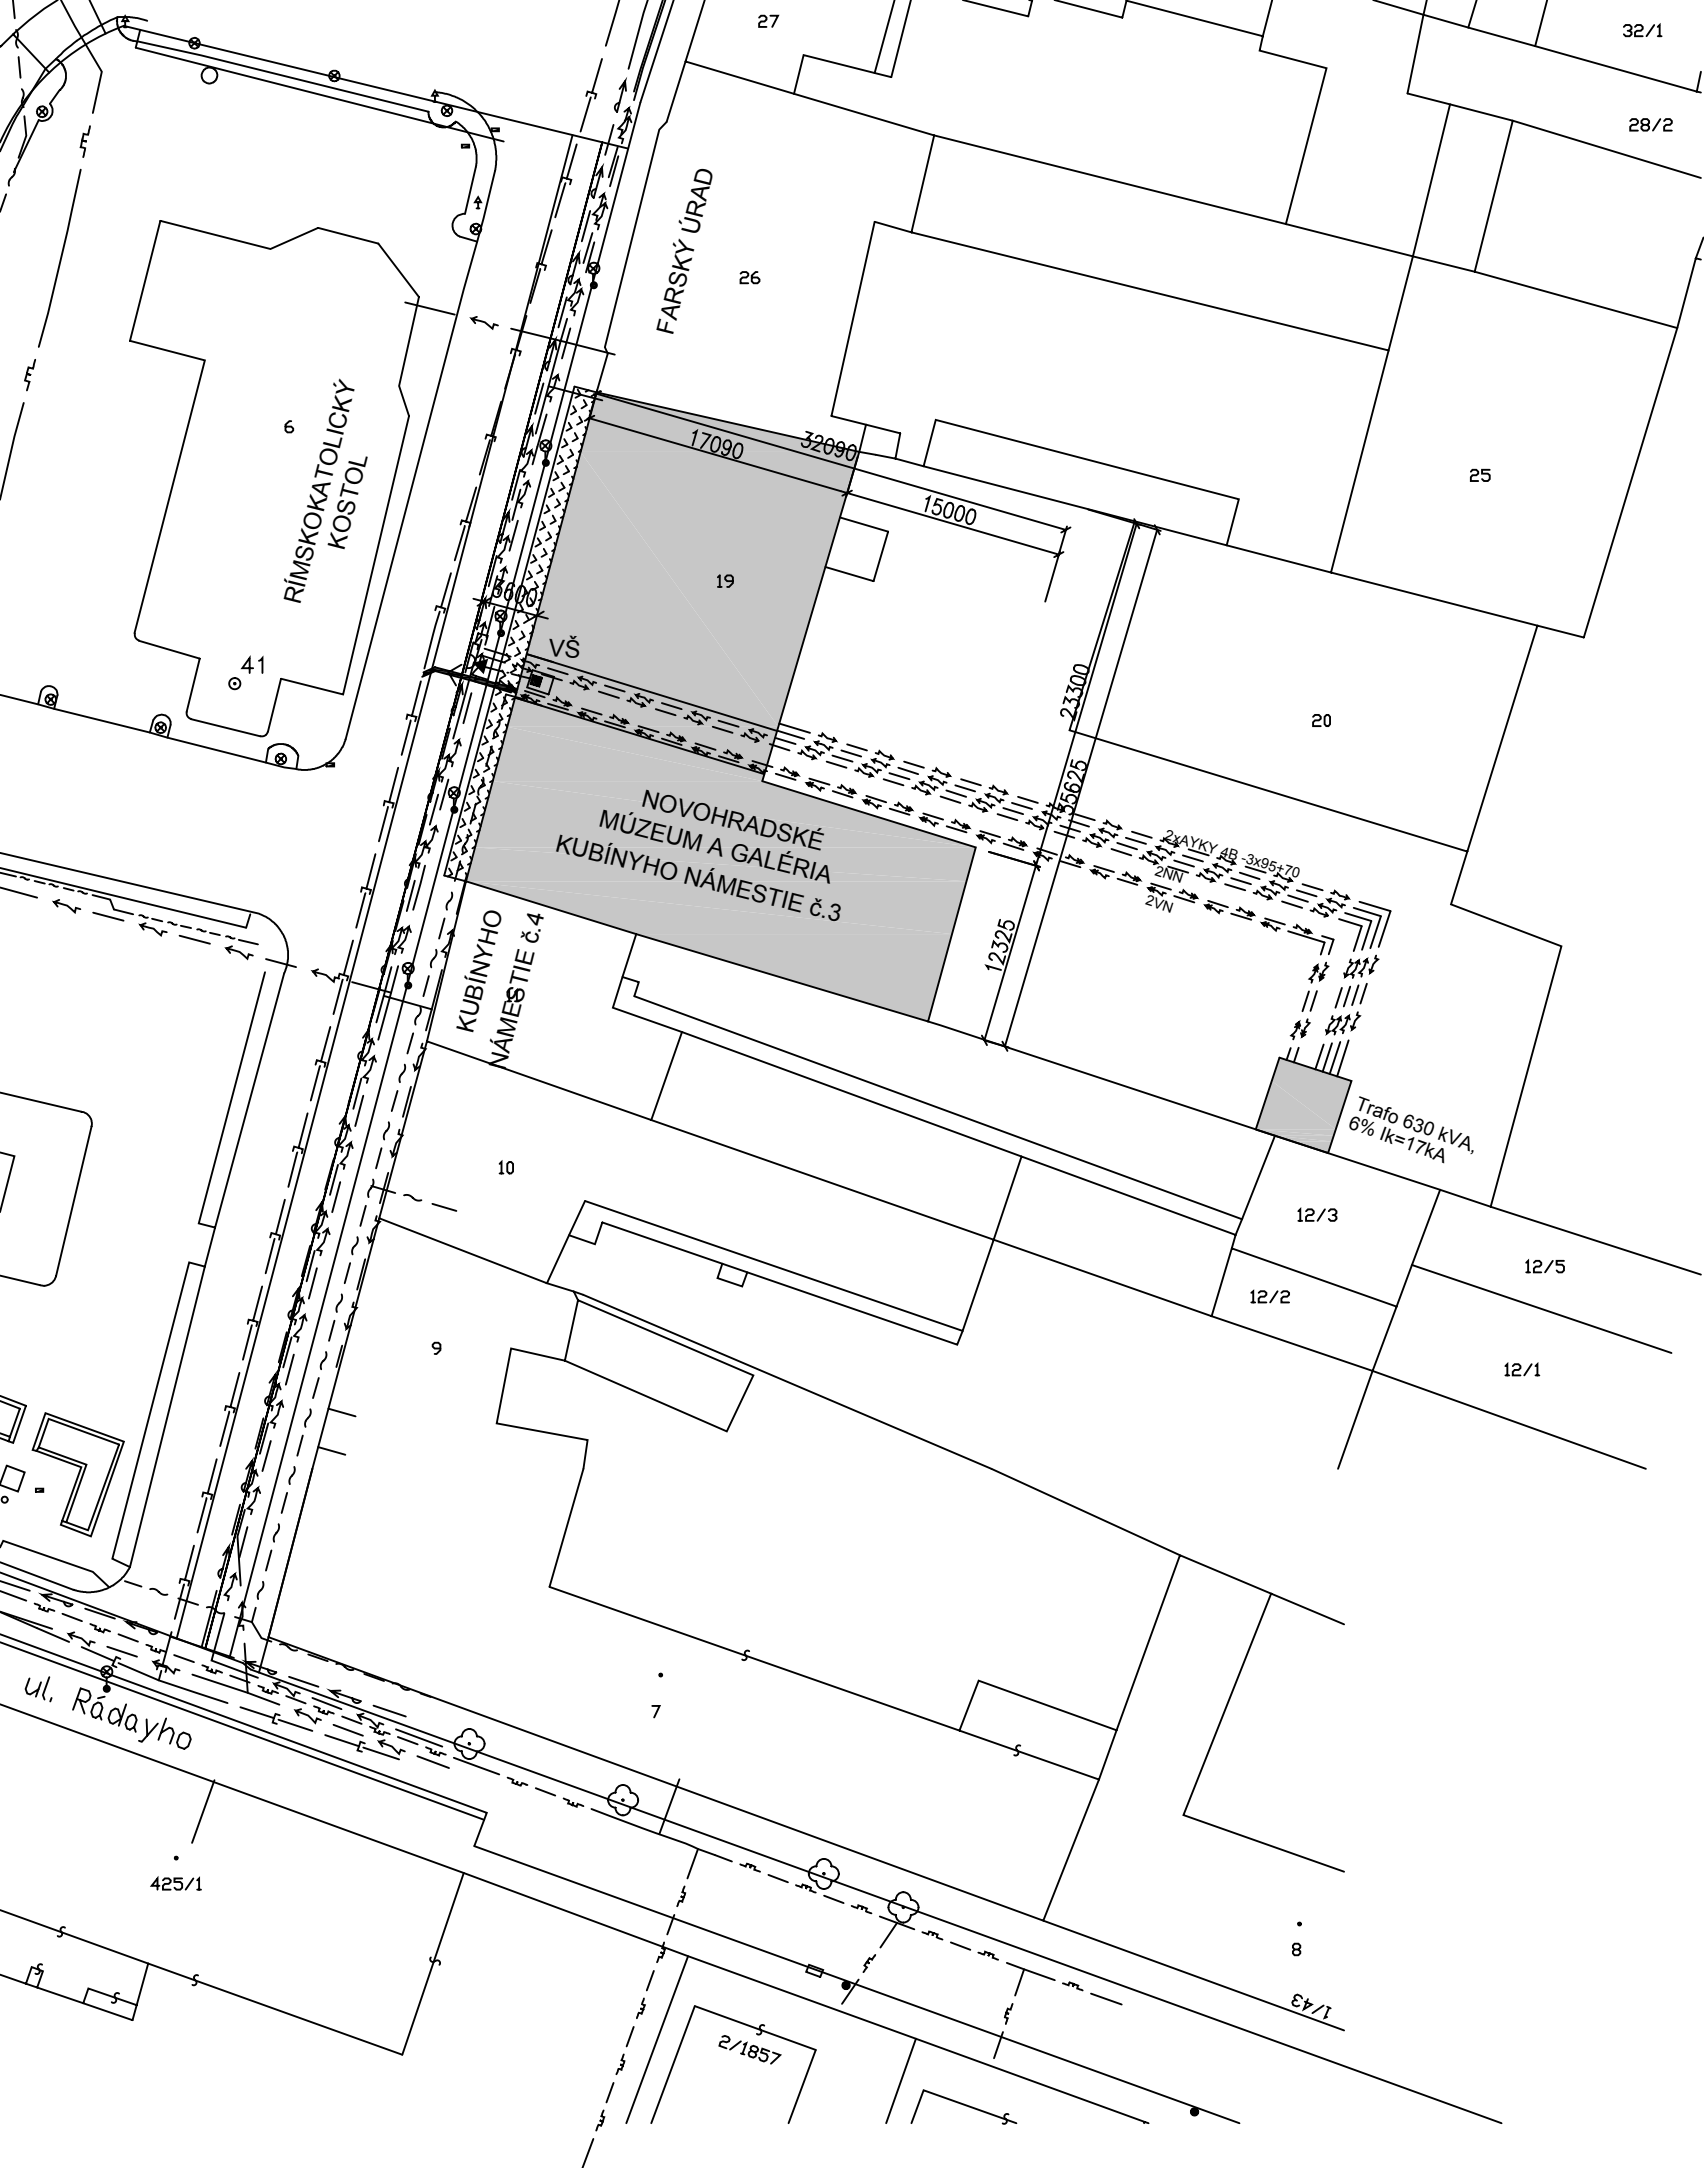 27
32/1
28/2
FARSKÝ ÚRAD
26
6
RÍMSKOKATOLICKÝ
KOSTOL
17090
32090
15000
25
19
3600
VŠ
41
23300
20
35625
NOVOHRADSKÉ
MÚZEUM A GALÉRIA
KUBÍNYHO NÁMESTIE č.3
2xAYKY 4B -3x95+70
2NN
2VN
KUBÍNYHO
NÁMESTIE č.4
12325
Trafo 630 kVA,
6% Ik=17kA
10
12/3
12/5
12/2
9
12/1
ul. Rádayho
7
425/1
8
1/43
2/1857